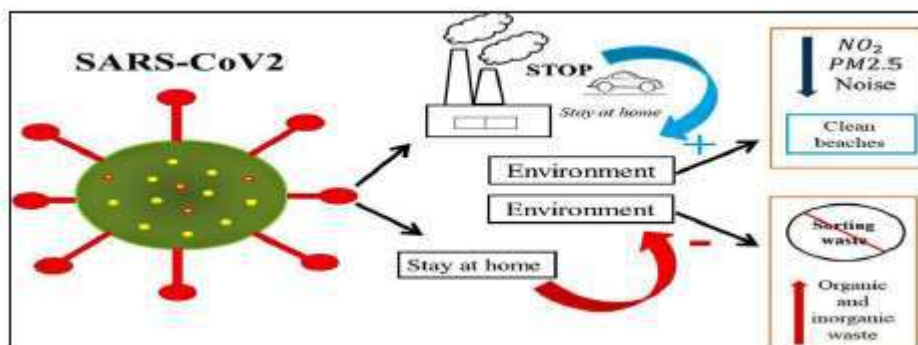 SARS-CoV2
STOP
Stay at home
+
Environment
Environment
-
Stay at home
NO₂
PM2.5
Noise
Clean
beaches
Sorting
waste
Organic
and
inorganic
waste